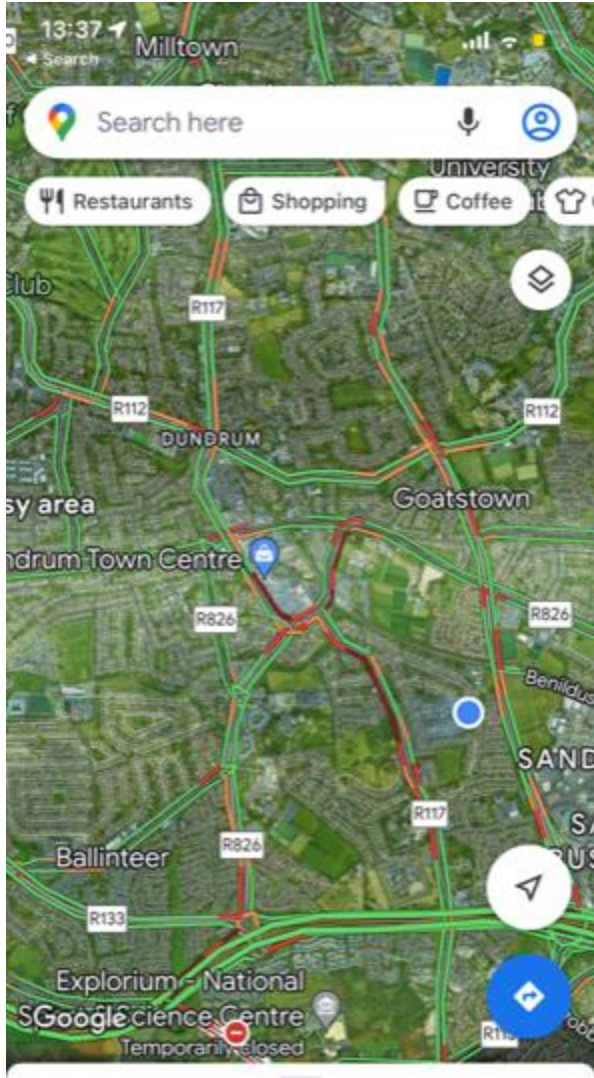 13:37
Search
Milltown
Search here
University
Restaurants
Shopping
Coffee
Club
R117
R112
R112
DUNDRUM
sy area
Goatstown
ndrum Town Centre
R826
R826
Benildus
SAND
R117
R826
Ballinteer
R133
Explorium - National
Science Centre
Google
Temporarily closed